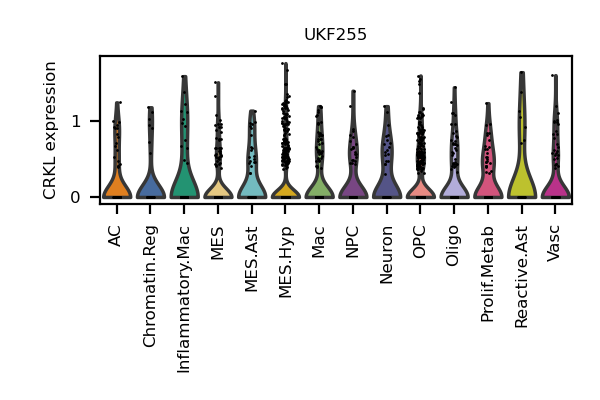 UKF255
CRKL expression
1
0
AC
Chromatin.Reg
Inflammatory.Mac
MES
MES.Ast
MES.Hyp
Mac
NPC
Neuron
OPC
Oligo
Prolif.Metab
Reactive.Ast
Vasc